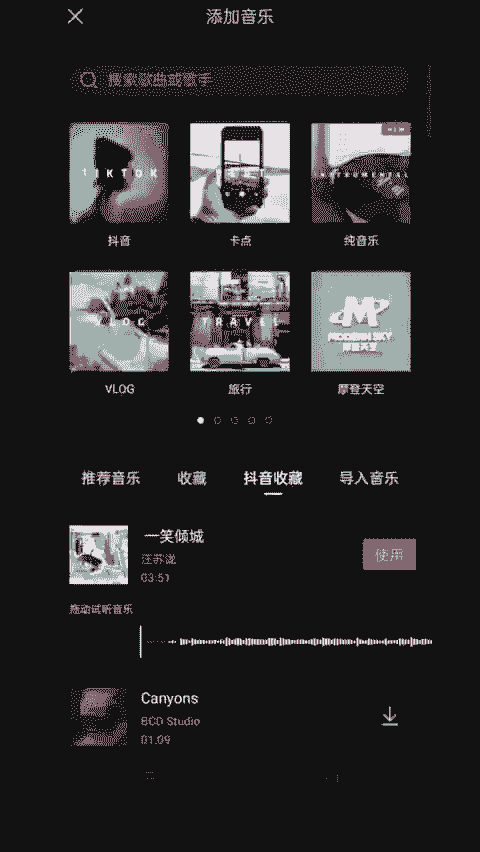 添加音乐
搜索歌曲或歌手
TIKTOK
INSTRUMENTAL
抖音
卡点
纯音乐
VLOG
TRAVEL
M
MODERN SKY
VLOG
旅行
摩登天空
推荐音乐
收藏
抖音收藏
导入音乐
一笑倾城
汪苏泷
03:51
使用
拖动试听音乐
Canyons
BCD Studio
01:09